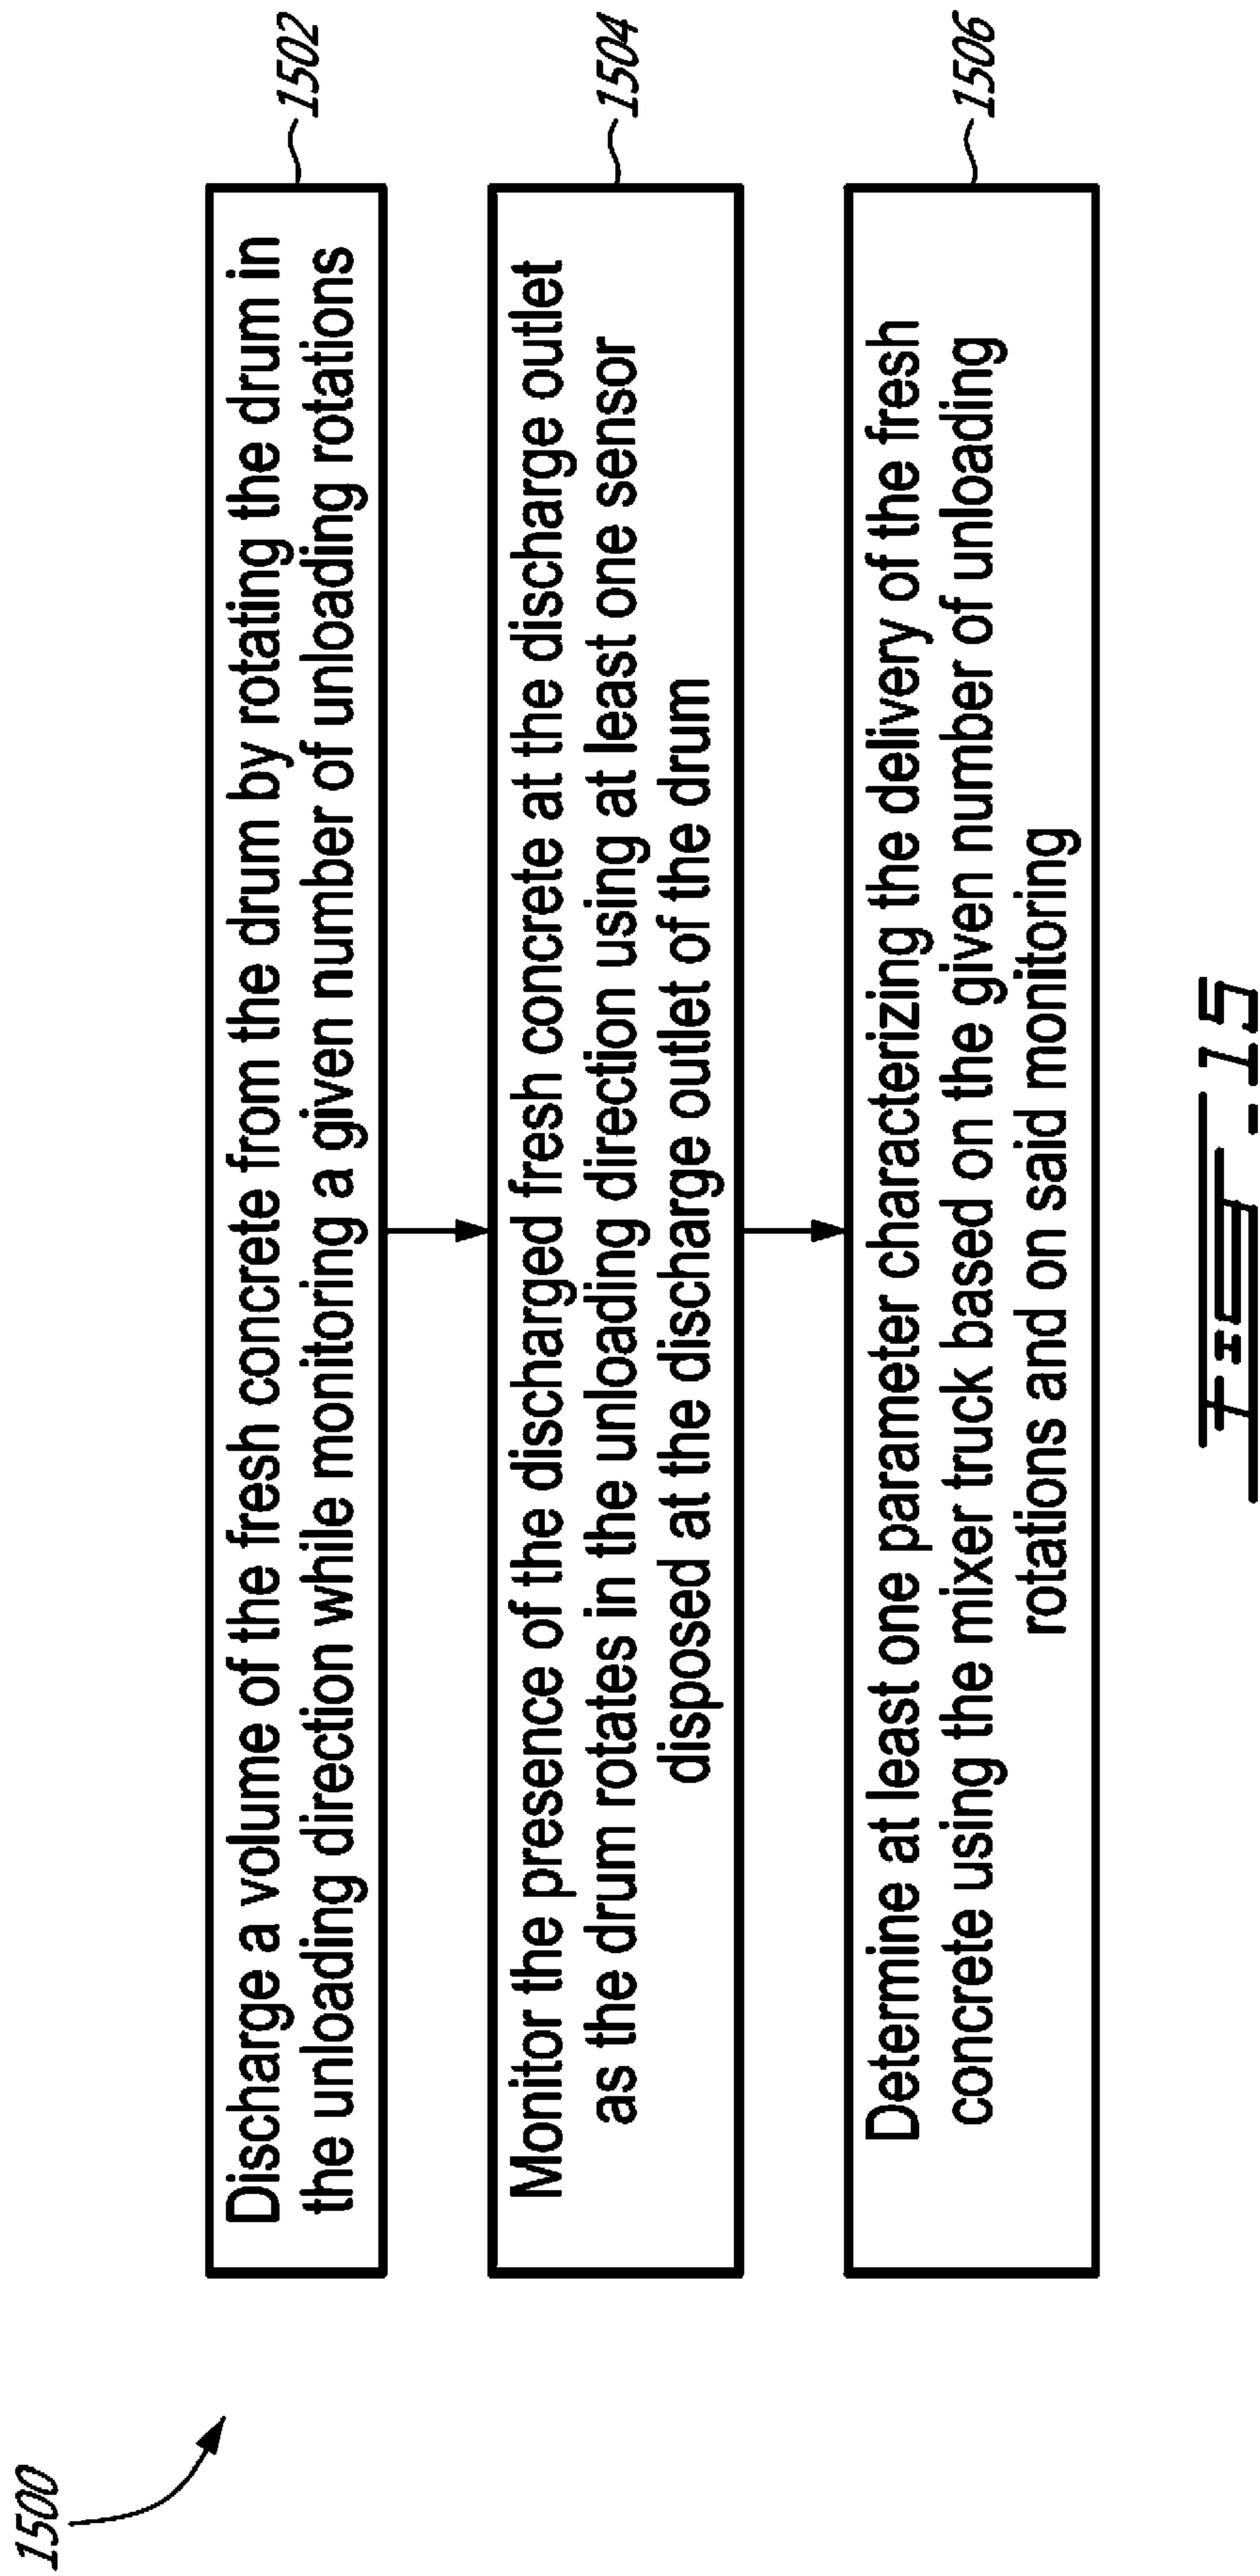 1500
Discharge a volume of the fresh concrete from the drum by rotating the drum in
the unloading direction while monitoring a given number of unloading rotations
1502
Monitor the presence of the discharged fresh concrete at the discharge outlet
as the drum rotates in the unloading direction using at least one sensor
disposed at the discharge outlet of the drum
1504
Determine at least one parameter characterizing the delivery of the fresh
concrete using the mixer truck based on the given number of unloading
rotations and on said monitoring
1506
FIG-15